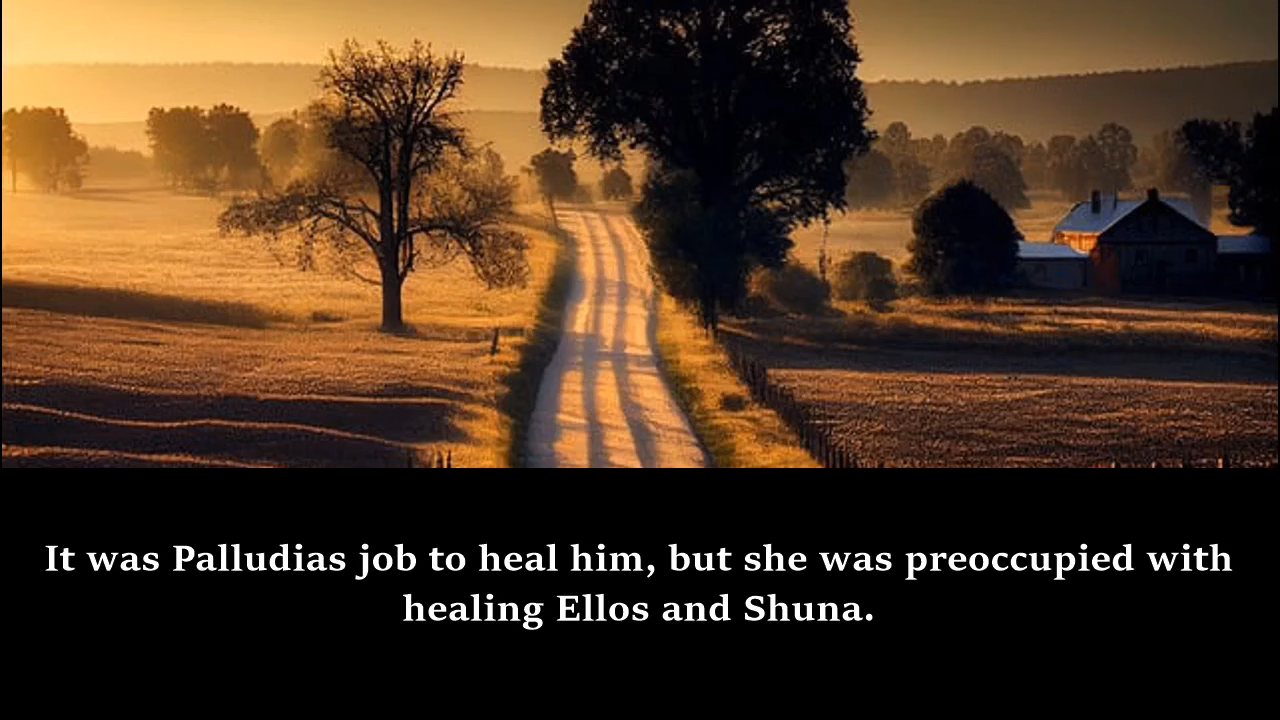 It was Palludias job to heal him, but she was preoccupied with
healing Ellos and Shuna.